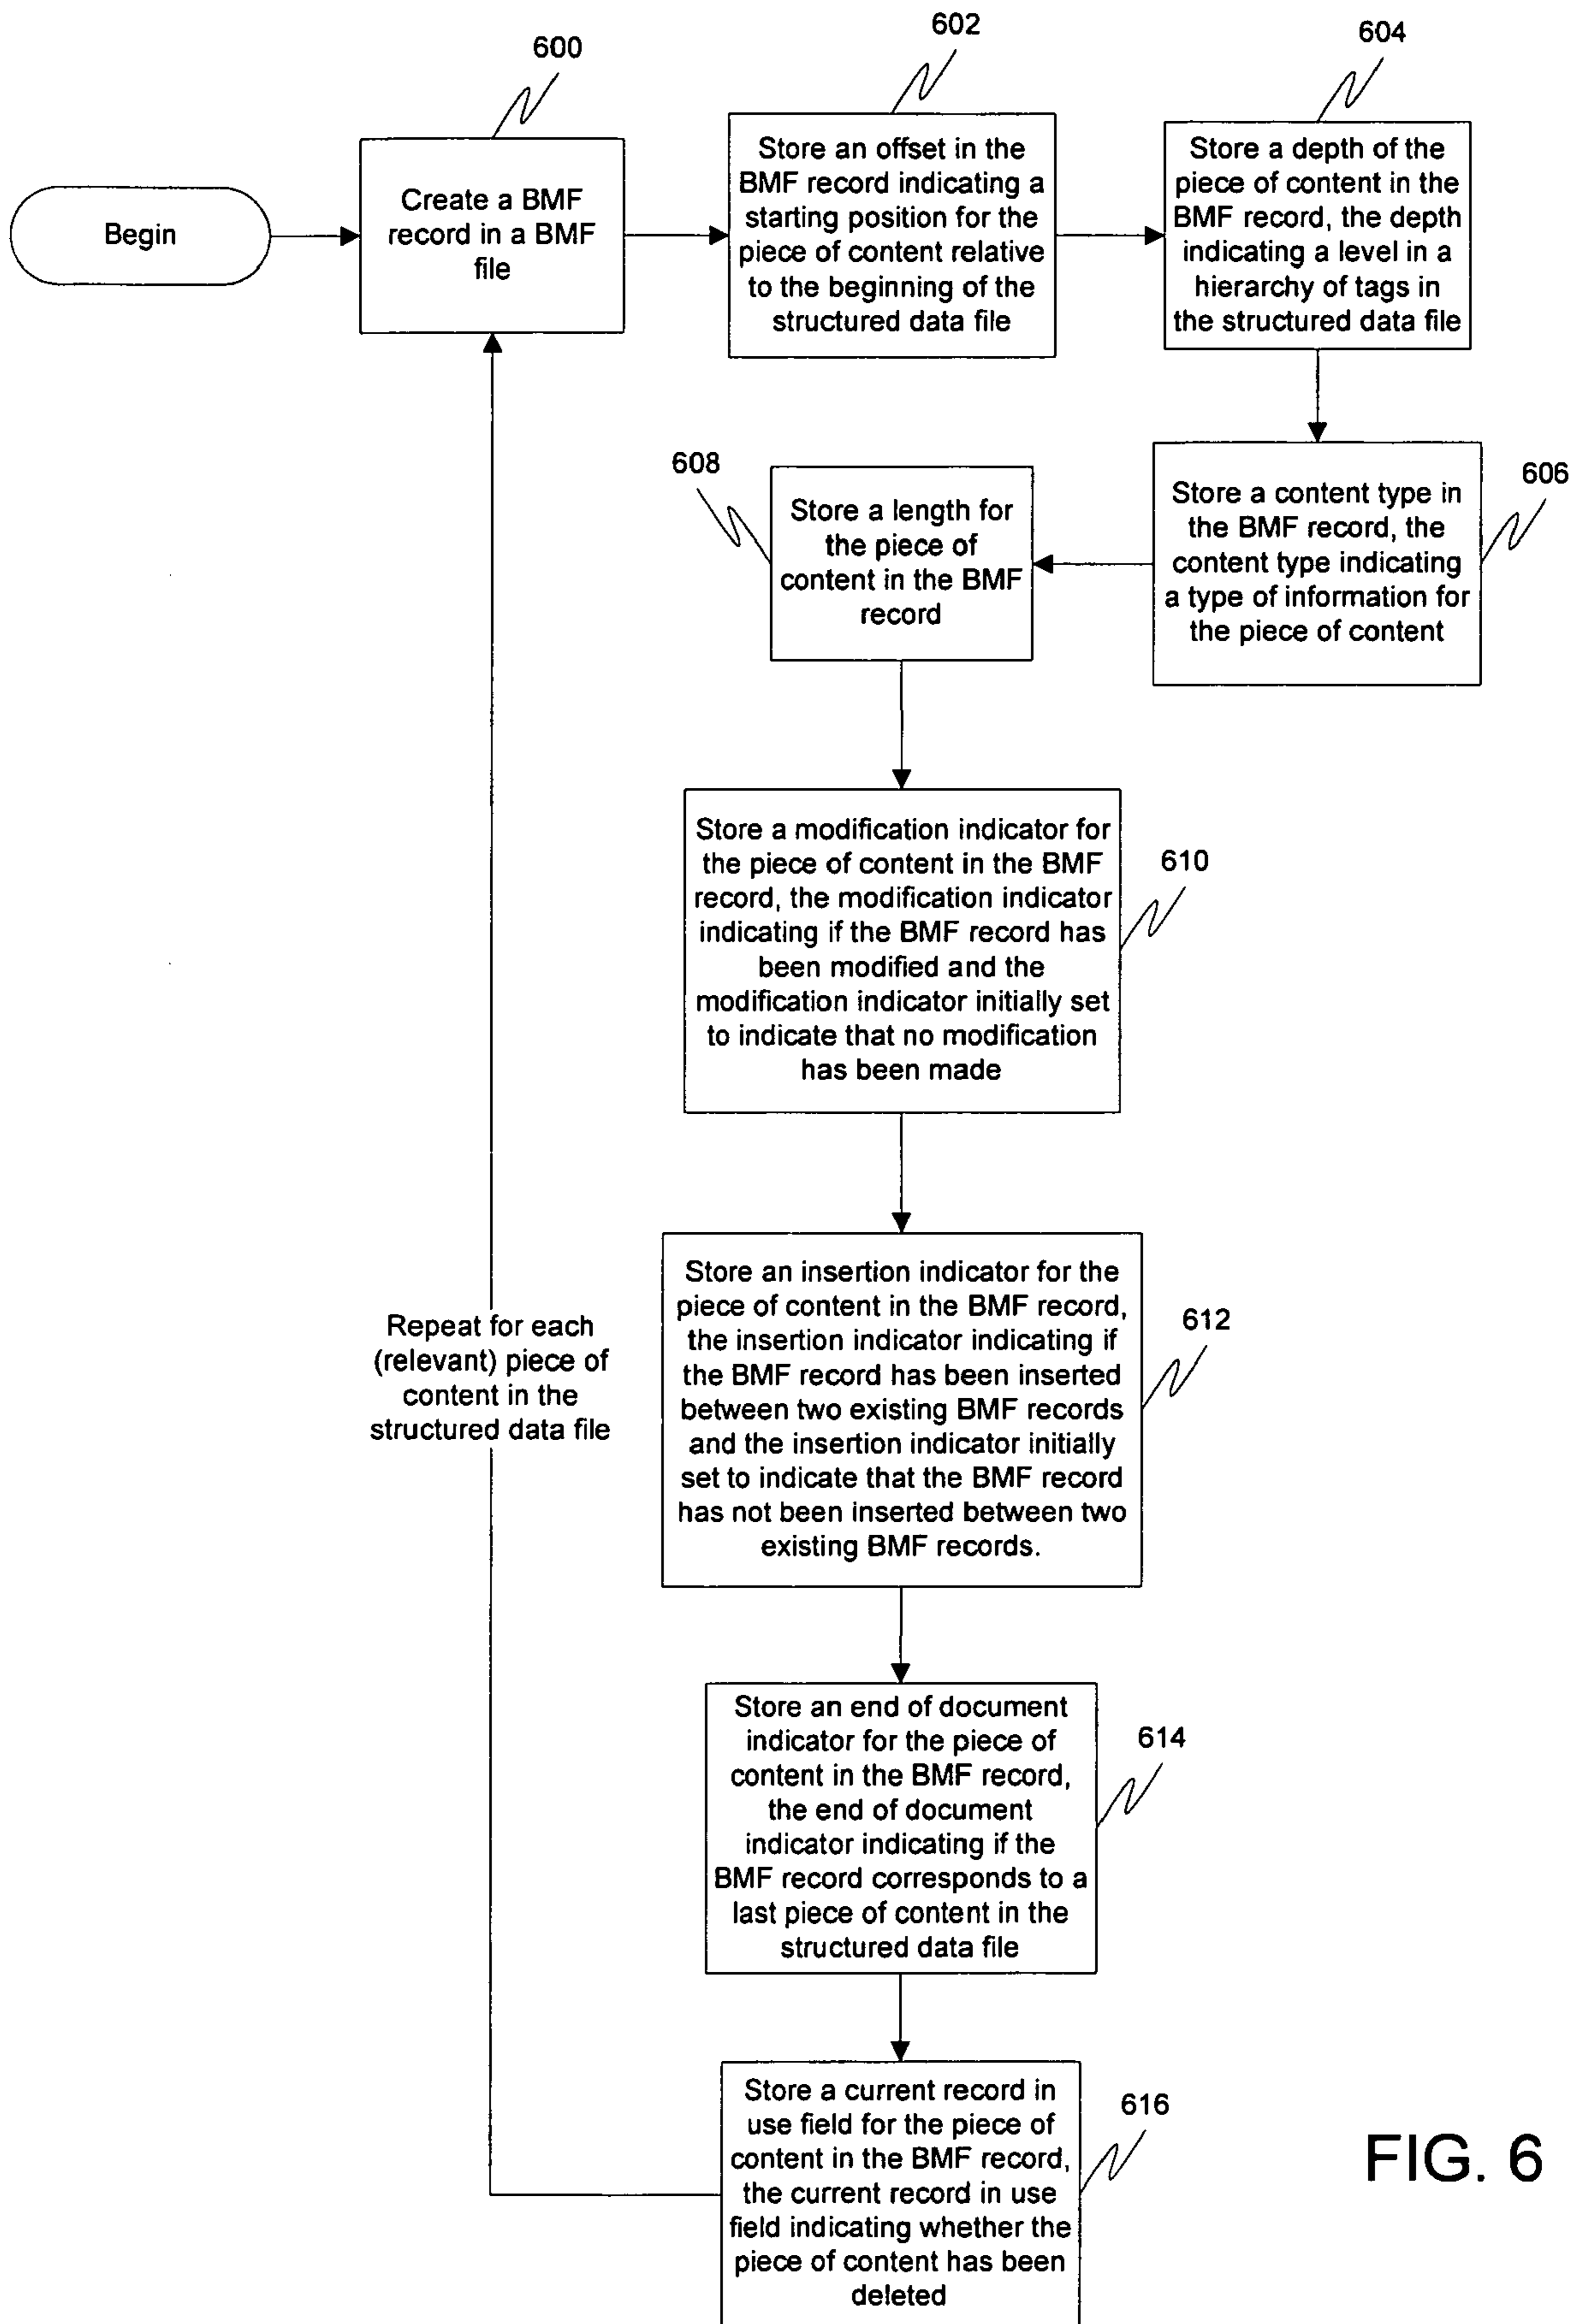 600
602
604
Begin
Create a BMF
record in a BMF
file
Store an offset in the
BMF record indicating a
starting position for the
piece of content relative
to the beginning of the
structured data file
Store a depth of the
piece of content in the
BMF record, the depth
indicating a level in a
hierarchy of tags in
the structured data file
606
Store a content type in
the BMF record, the
content type indicating
a type of information for
the piece of content
608
Store a length for
the piece of
content in the BMF
record
Store a modification indicator for
the piece of content in the BMF
record, the modification indicator
indicating if the BMF record has
been modified and the
modification indicator initially set
to indicate that no modification
has been made
610
Store an insertion indicator for the
piece of content in the BMF record,
the insertion indicator indicating if
the BMF record has been inserted
between two existing BMF records
and the insertion indicator initially
set to indicate that the BMF record
has not been inserted between two
existing BMF records.
612
Repeat for each
(relevant) piece of
content in the
structured data file
Store an end of document
indicator for the piece of
content in the BMF record,
the end of document
indicator indicating if the
BMF record corresponds to a
last piece of content in the
structured data file
614
Store a current record in
use field for the piece of
content in the BMF record,
the current record in use
field indicating whether the
piece of content has been
deleted
616
FIG. 6